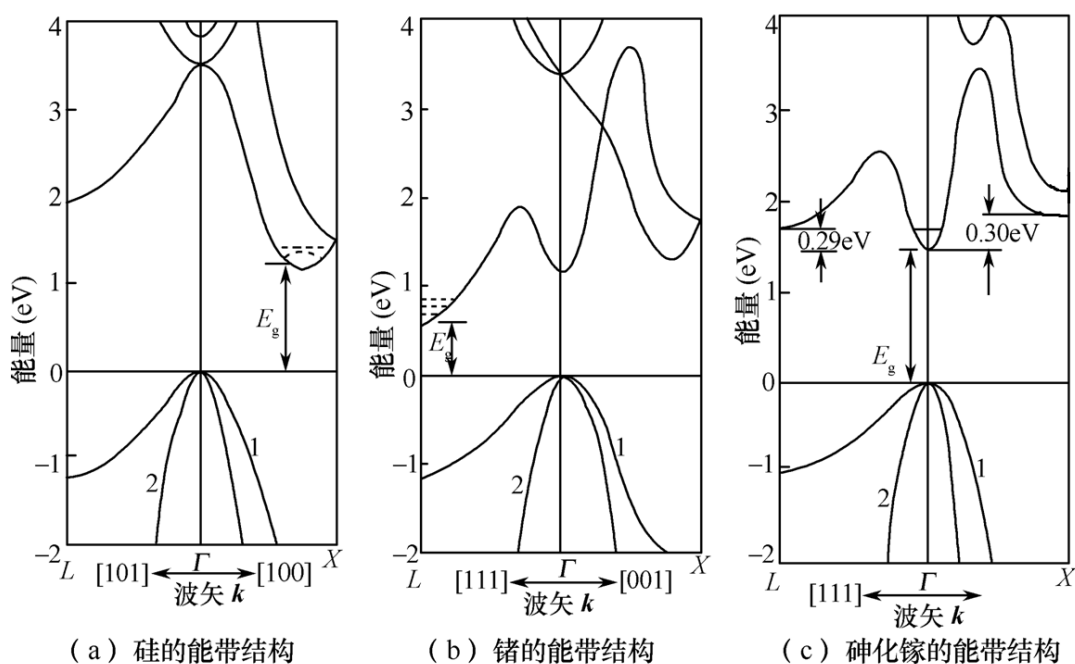 4
3
2
1
0
−1
−2
能量 (eV)
E_g
2
1
L
Γ
X
[101]
[100]
波矢 k
(a) 硅的能带结构
4
3
2
1
0
−1
−2
能量 (eV)
E_g
2
1
L
Γ
X
[111]
[001]
波矢 k
(b) 锗的能带结构
4
3
2
1
0
−1
−2
能量 (eV)
0.29eV
0.30eV
E_g
2
1
L
Γ
X
[111]
波矢 k
(c) 砷化镓的能带结构